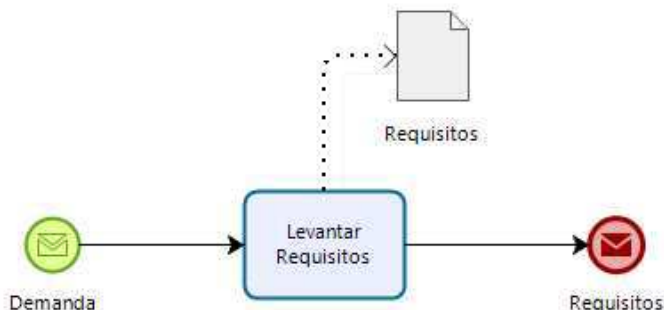 Requisitos
Levantar
Requisitos
Demanda
Requisitos